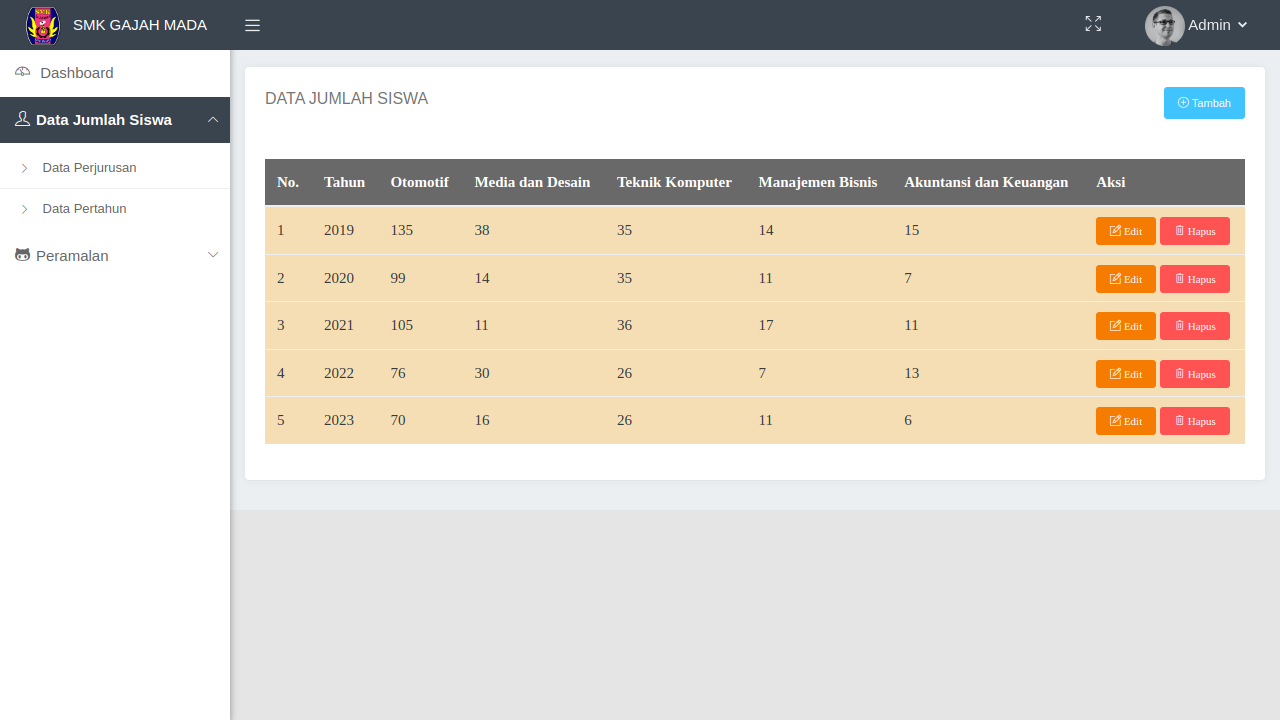 SMK GAJAH MADA
Admin
Dashboard
Data Jumlah Siswa
Data Perjurusan
Data Pertahun
Peramalan
DATA JUMLAH SISWA
Tambah
No. Tahun Otomotif Media dan Desain Teknik Komputer Manajemen Bisnis Akuntansi dan Keuangan Aksi
1 2019 135 38 35 14 15 Edit Hapus
2 2020 99 14 35 11 7 Edit Hapus
3 2021 105 11 36 17 11 Edit Hapus
4 2022 76 30 26 7 13 Edit Hapus
5 2023 70 16 26 11 6 Edit Hapus